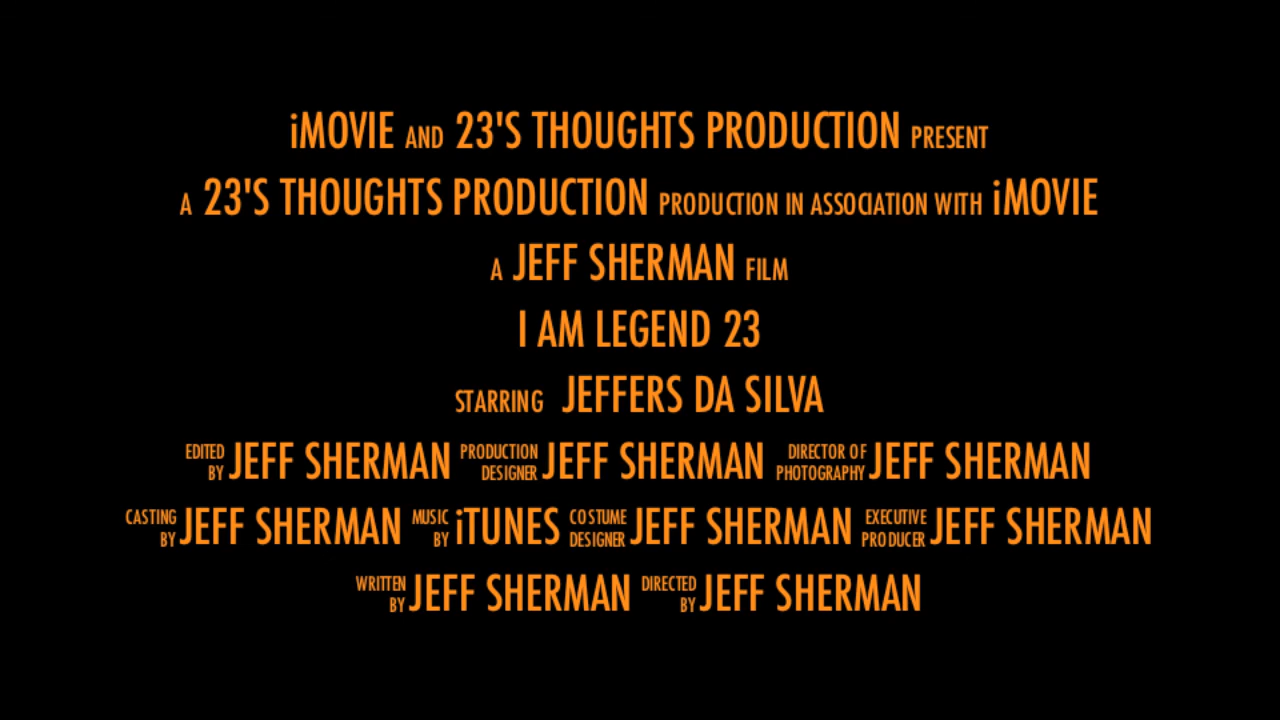 iMOVIE AND 23'S THOUGHTS PRODUCTION PRESENT
A 23'S THOUGHTS PRODUCTION PRODUCTION IN ASSOCIATION WITH iMOVIE
A JEFF SHERMAN FILM
I AM LEGEND 23
STARRING JEFFERS DA SILVA
EDITED BY JEFF SHERMAN PRODUCTION DESIGNER JEFF SHERMAN DIRECTOR OF PHOTOGRAPHY JEFF SHERMAN
CASTING BY JEFF SHERMAN MUSIC BY iTUNES COSTUME DESIGNER JEFF SHERMAN EXECUTIVE PRODUCER JEFF SHERMAN
WRITTEN BY JEFF SHERMAN DIRECTED BY JEFF SHERMAN